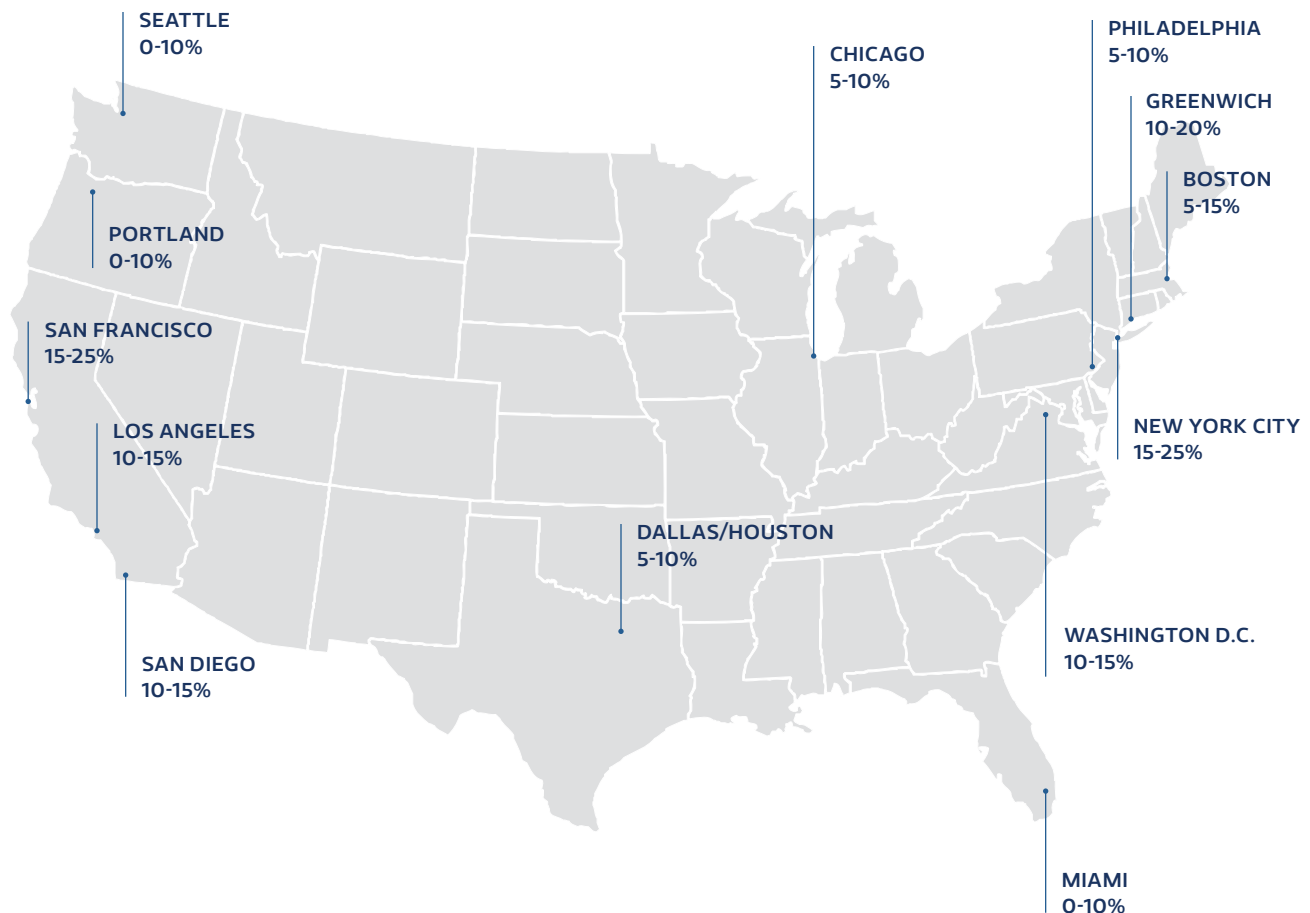 SEATTLE
0-10%
PHILADELPHIA
5-10%
CHICAGO
5-10%
GREENWICH
10-20%
BOSTON
5-15%
PORTLAND
0-10%
SAN FRANCISCO
15-25%
LOS ANGELES
10-15%
NEW YORK CITY
15-25%
DALLAS/HOUSTON
5-10%
WASHINGTON D.C.
10-15%
SAN DIEGO
10-15%
MIAMI
0-10%